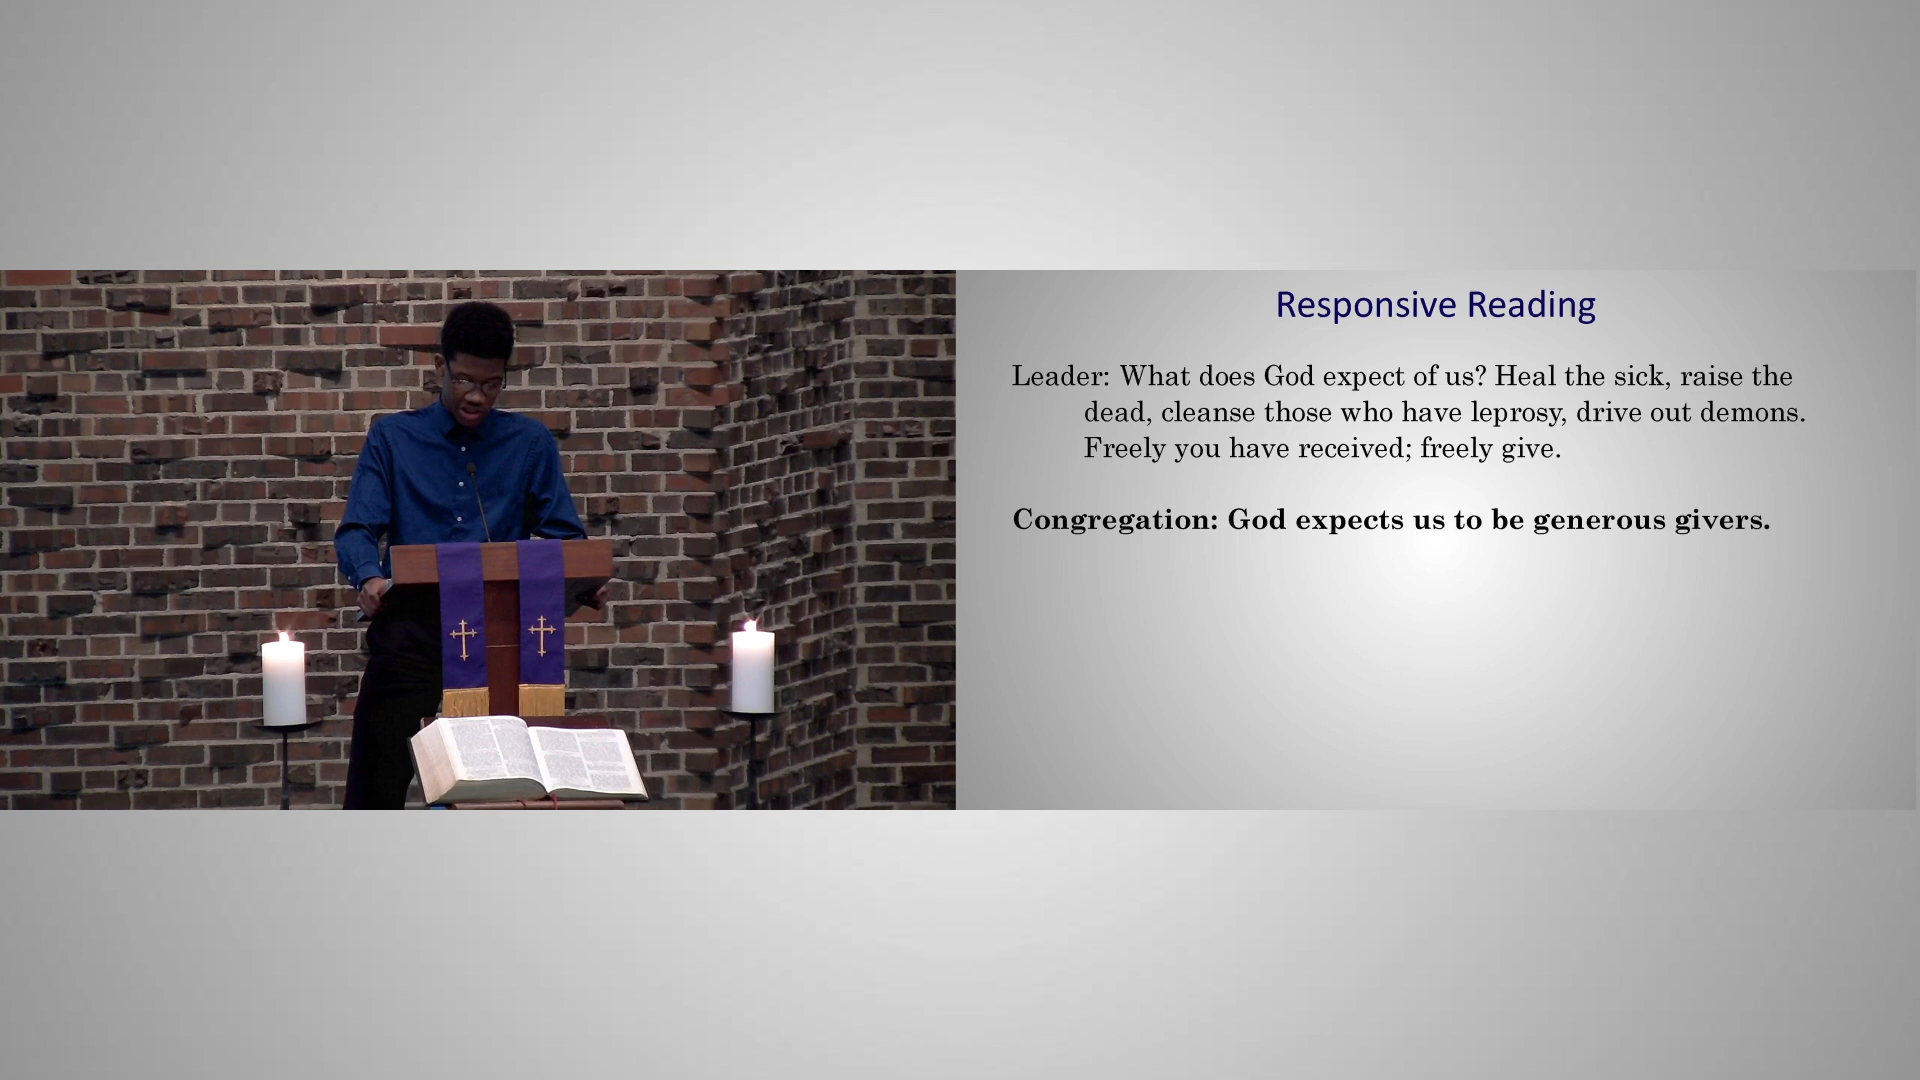 Responsive Reading
Leader: What does God expect of us? Heal the sick, raise the
dead, cleanse those who have leprosy, drive out demons.
Freely you have received; freely give.
Congregation: God expects us to be generous givers.